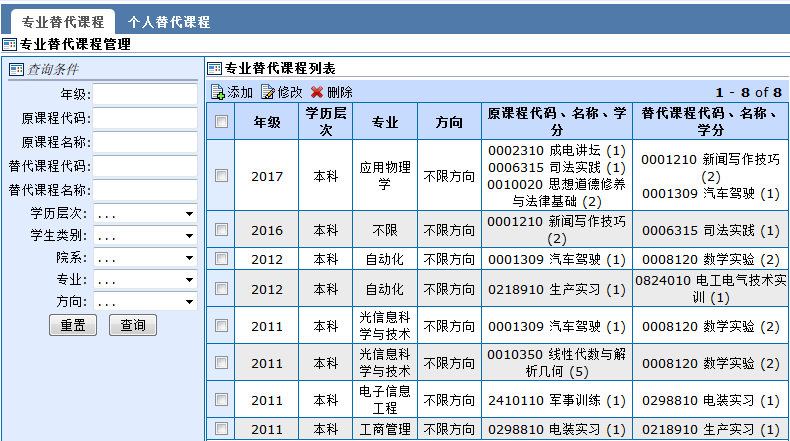 专业替代课程 个人替代课程
专业替代课程管理
查询条件
年级:
原课程代码:
原课程名称:
替代课程代码:
替代课程名称:
学历层次: ...
学生类别: ...
院系: ...
专业: ...
方向: ...
重置 查询
专业替代课程列表
添加 修改 删除 1 - 8 of 8
年级 学历层次 专业 方向 原课程代码、名称、学分 替代课程代码、名称、学分
2017 本科 应用物理学 不限方向
0002310 成电讲坛 (1)
0006315 司法实践 (1)
0010020 思想道德修养
与法律基础 (2)
0001210 新闻写作技巧
(2)
0001309 汽车驾驶 (1)
2016 本科 不限 不限方向 0001210 新闻写作技巧 (2) 0006315 司法实践 (1)
2012 本科 自动化 不限方向 0001309 汽车驾驶 (1) 0008120 数学实验 (2)
2012 本科 自动化 不限方向 0218910 生产实习 (1) 0824010 电工电气技术实训 (1)
2011 本科 光信息科学与技术 不限方向 0001309 汽车驾驶 (1) 0008120 数学实验 (2)
2011 本科 光信息科学与技术 不限方向 0010350 线性代数与解析几何 (5) 0008120 数学实验 (2)
2011 本科 电子信息工程 不限方向 2410110 军事训练 (1) 0298810 电装实习 (1)
2011 本科 工商管理 不限方向 0298810 电装实习 (1) 0218910 生产实习 (1)